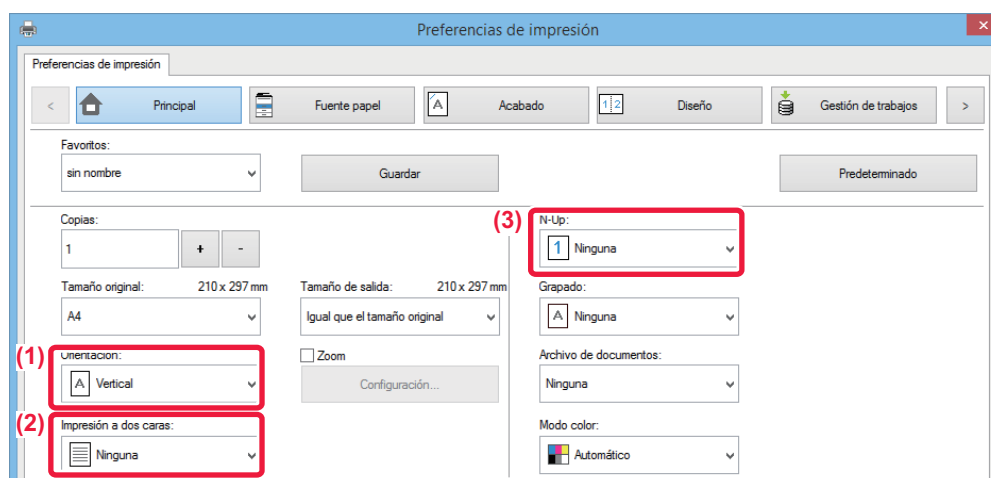 Preferencias de impresión
Preferencias de impresión
< Principal Fuente papel A Acabado 1 2 Diseño Gestión de trabajos >
Favoritos:
sin nombre Guardar Predeterminado
Copias: (3) N-Up:
1 + - 1 Ninguna
Tamaño original: 210 x 297 mm Tamaño de salida: 210 x 297 mm Grapado:
A4 Igual que el tamaño original A Ninguna
(1) Orientación: Zoom Archivo de documentos:
A Vertical Configuración... Ninguna
(2) Impresión a dos caras: Modo color:
Ninguna Automático